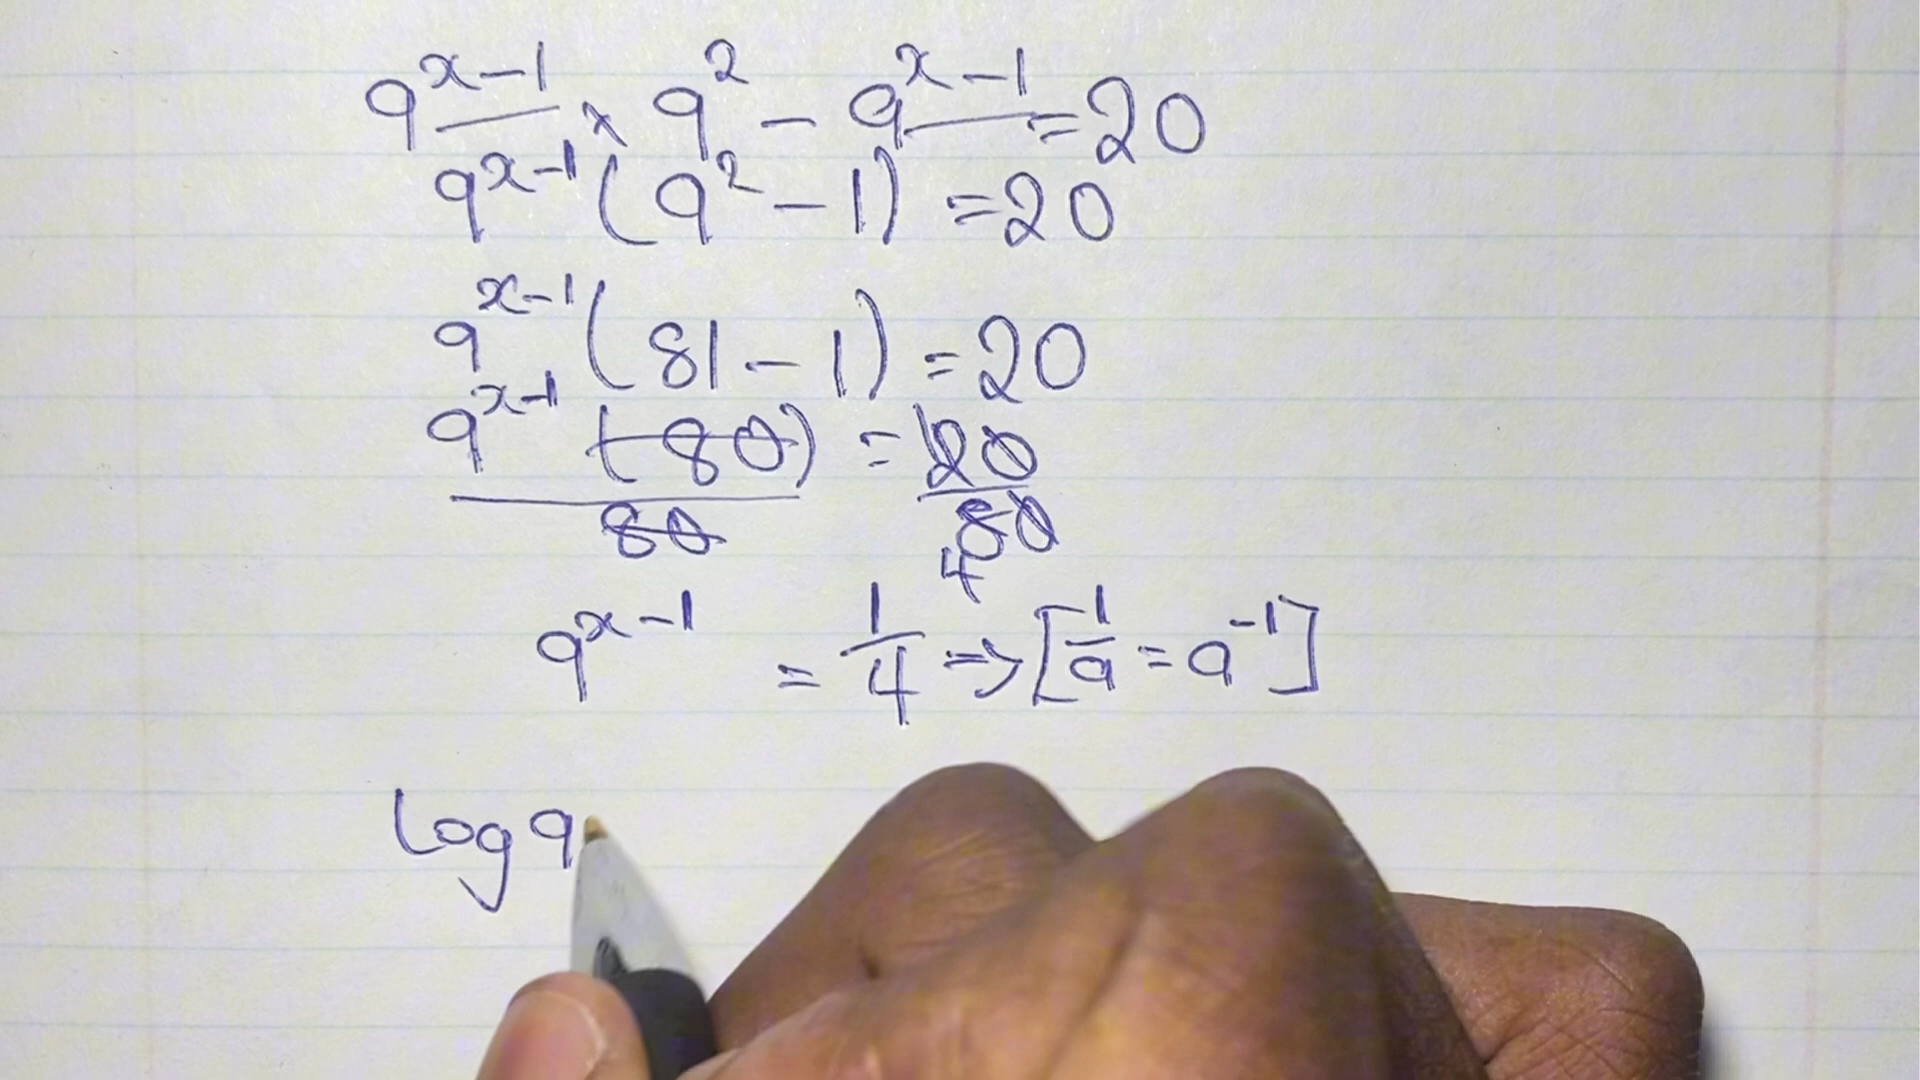 9^{x-1} × 9^2 - 9^{x-1} = 20
9^{x-1}(9^2 - 1) = 20
9^{x-1}(81 - 1) = 20
9^{x-1}(80) = 20
80 80
4
9^{x-1} = 1/4 => [1/a = a^{-1}]
log 9